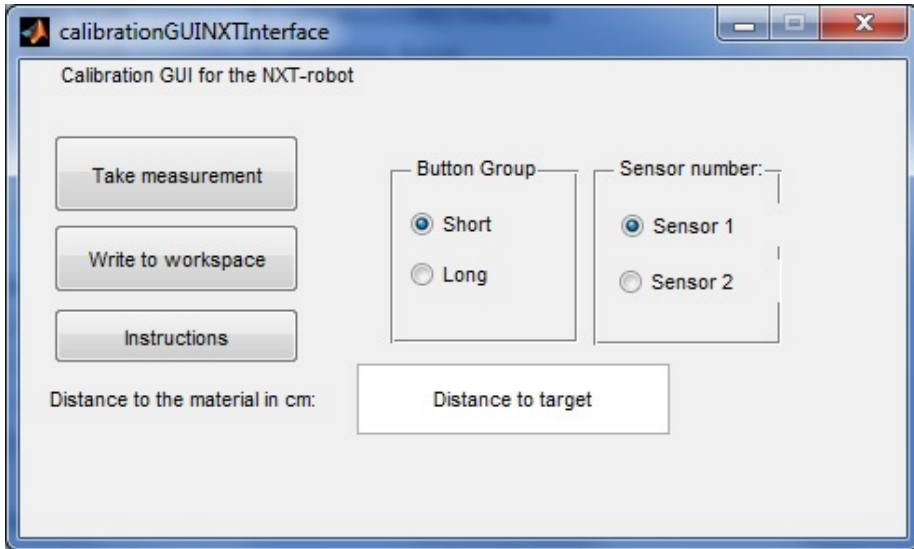 calibrationGUINXTInterface
Calibration GUI for the NXT-robot
Take measurement
Write to workspace
Instructions
Button Group
Short
Long
Sensor number:
Sensor 1
Sensor 2
Distance to the material in cm:
Distance to target